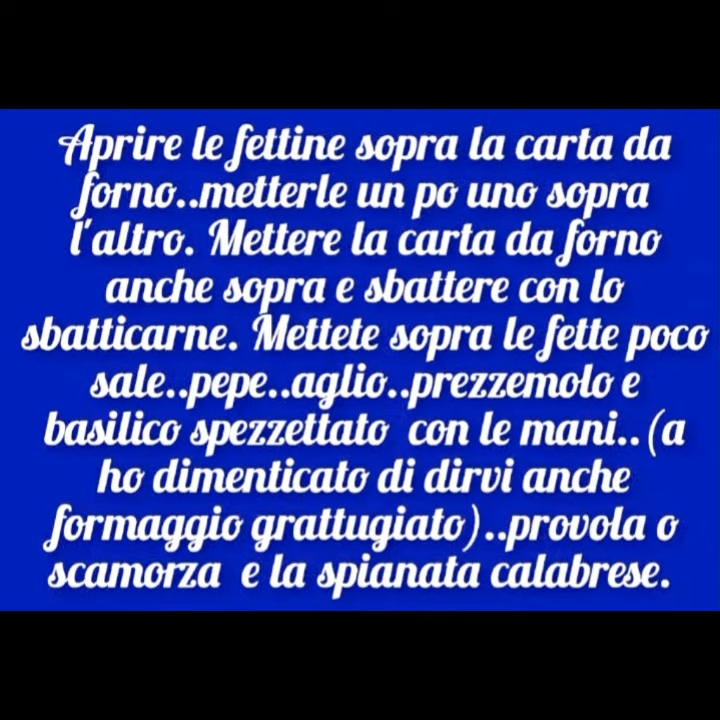 Aprire le fettine sopra la carta da
forno..metterle un po uno sopra
l'altro. Mettere la carta da forno
anche sopra e sbattere con lo
sbatticarne. Mettete sopra le fette poco
sale..pepe..aglio..prezzemolo e
basilico spezzettato con le mani..(a
ho dimenticato di dirvi anche
formaggio grattugiato)..provola o
scamorza e la spianata calabrese.